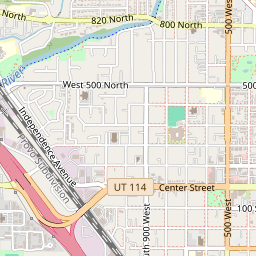 820 North
800 North
500 West
River
West 500 North
500
Independence Avenue
Provo Subdivision
UT 114
Center Street
100 S
500 West
South 900 West